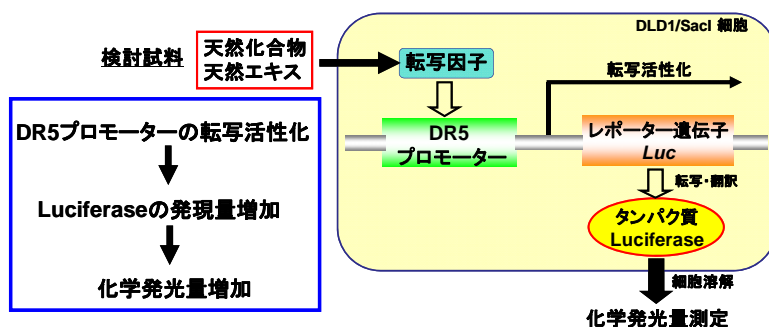 DLD1/SacI 細胞
検討試料
天然化合物
天然エキス
転写因子
転写活性化
DR5
プロモーター
レポーター遺伝子
Luc
転写・翻訳
タンパク質
Luciferase
細胞溶解
化学発光量測定
DR5プロモーターの転写活性化
Luciferaseの発現量増加
化学発光量増加